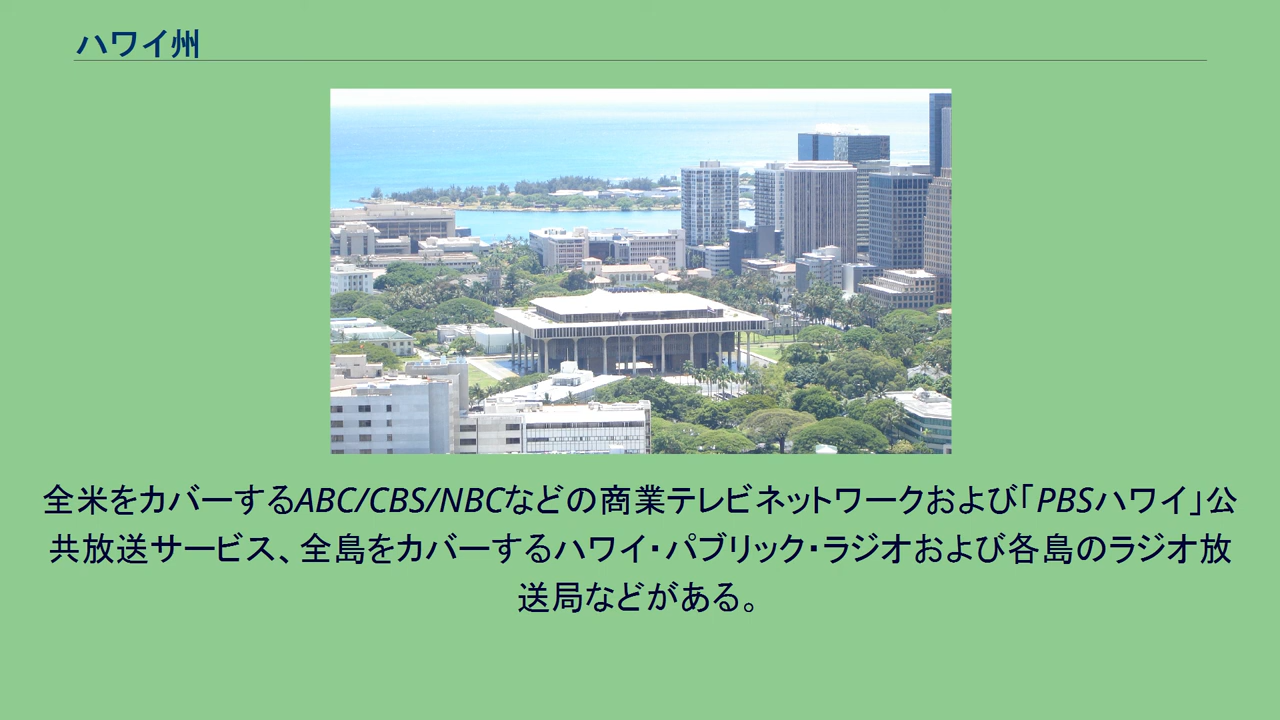 ハワイ州
全米をカバーするABC/CBS/NBCなどの商業テレビネットワークおよび「PBSハワイ」公
共放送サービス、全島をカバーするハワイ・パブリック・ラジオおよび各島のラジオ放
送局などがある。